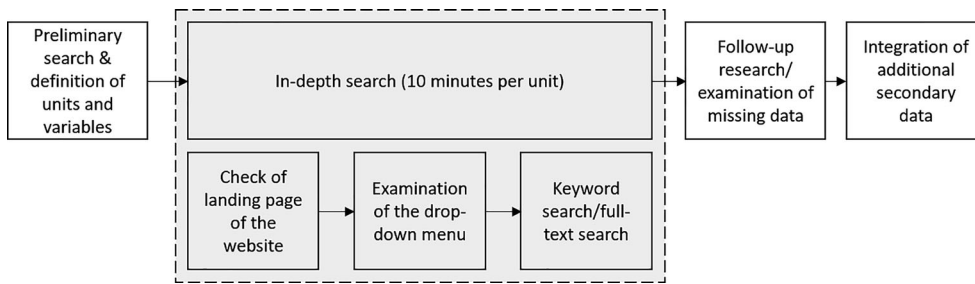 Preliminary
search &
definition of
units and
variables
In-depth search (10 minutes per unit)
Check of
landing page
of the
website
Examination
of the drop-
down menu
Keyword
search/full-
text search
Follow-up
research/
examination of
missing data
Integration of
additional
secondary
data